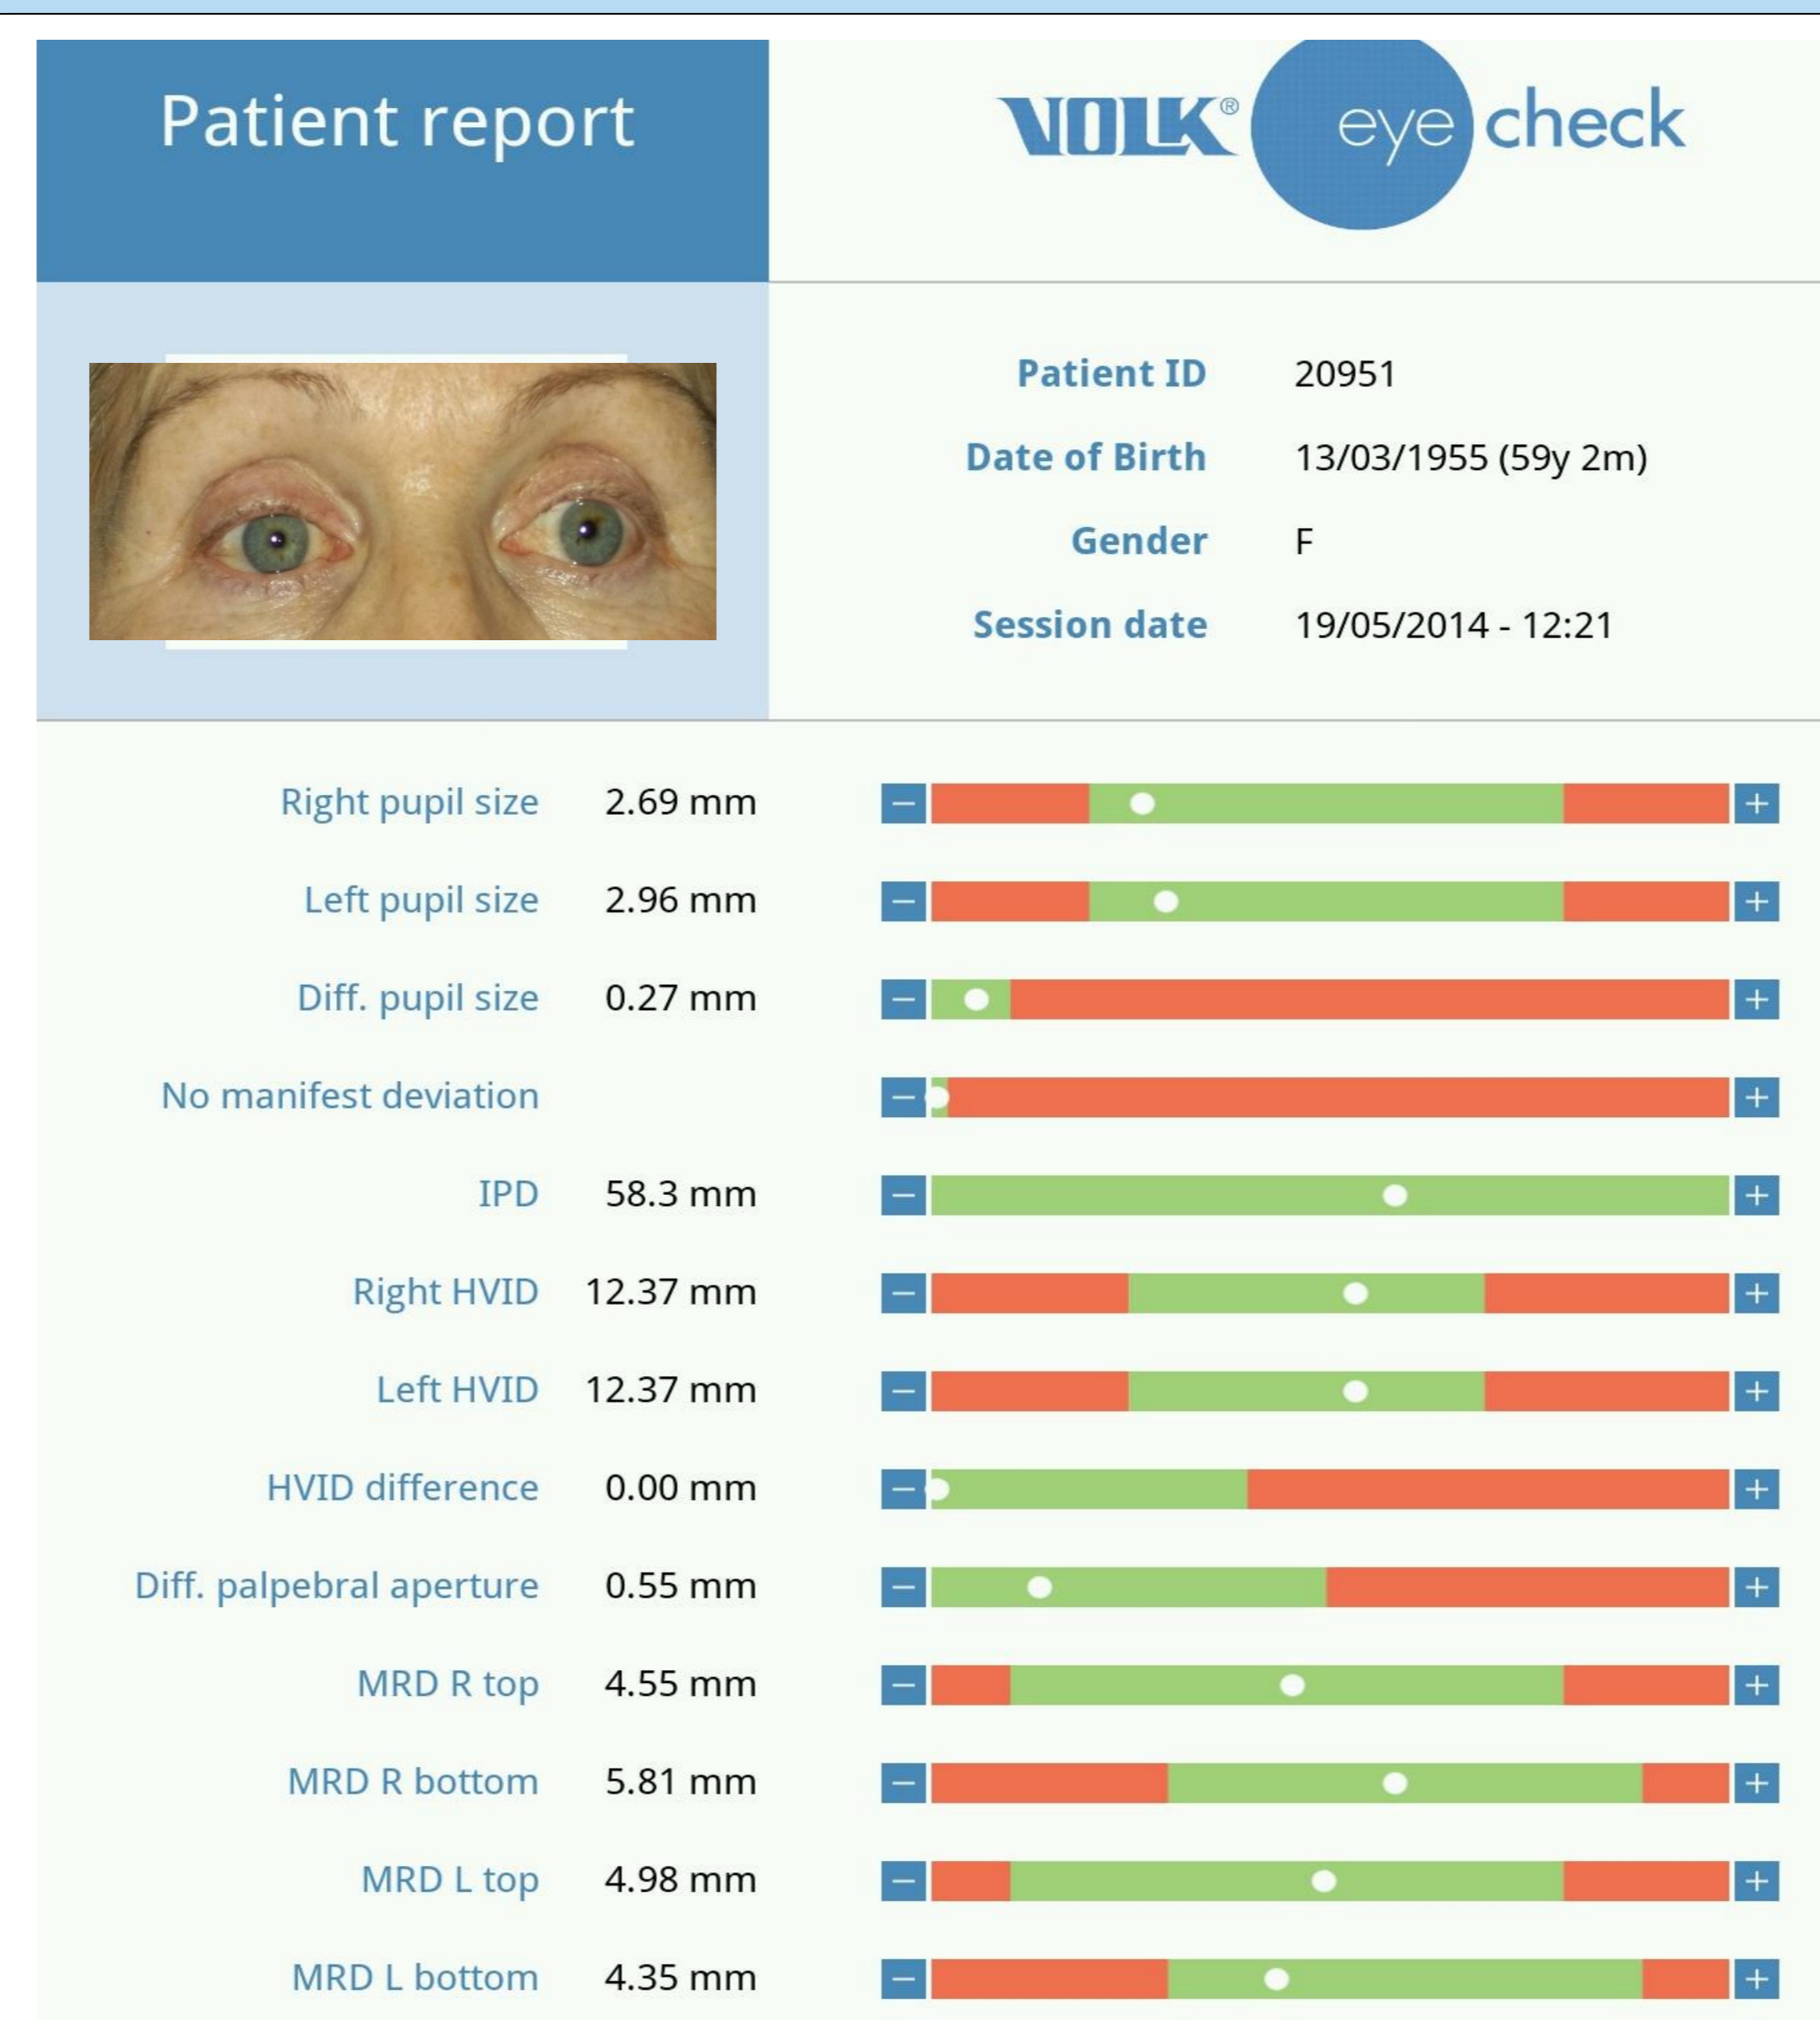 Patient report
VOLK® eye check
Patient ID 20951
Date of Birth 13/03/1955 (59y 2m)
Gender F
Session date 19/05/2014 - 12:21
Right pupil size 2.69 mm − +
Left pupil size 2.96 mm − +
Diff. pupil size 0.27 mm − +
No manifest deviation − +
IPD 58.3 mm − +
Right HVID 12.37 mm − +
Left HVID 12.37 mm − +
HVID difference 0.00 mm − +
Diff. palpebral aperture 0.55 mm − +
MRD R top 4.55 mm − +
MRD R bottom 5.81 mm − +
MRD L top 4.98 mm − +
MRD L bottom 4.35 mm − +